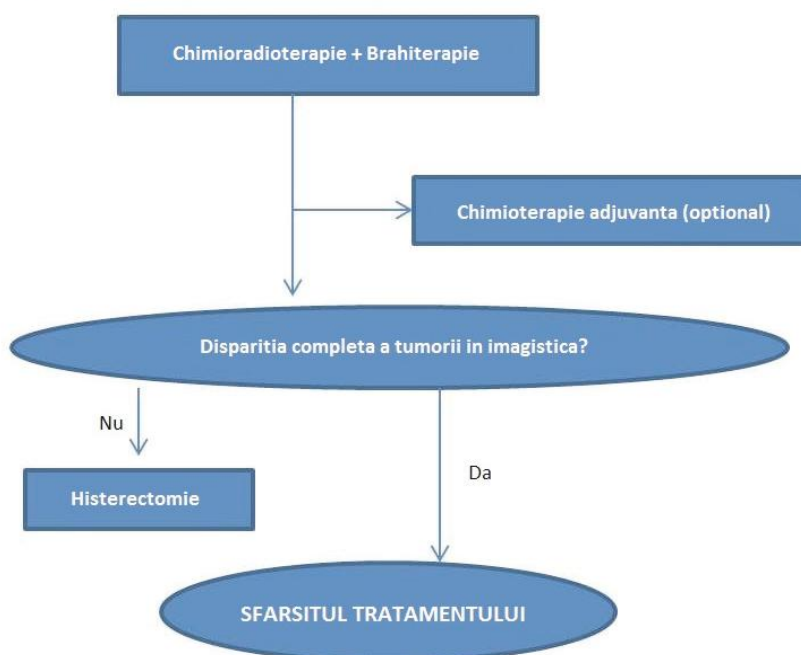 Chimioradioterapie + Brahiterapie
Chimioterapie adjuvanta (optional)
Disparitia completa a tumorii in imagistica?
Nu
Da
Histerectomie
SFARSITUL TRATAMENTULUI